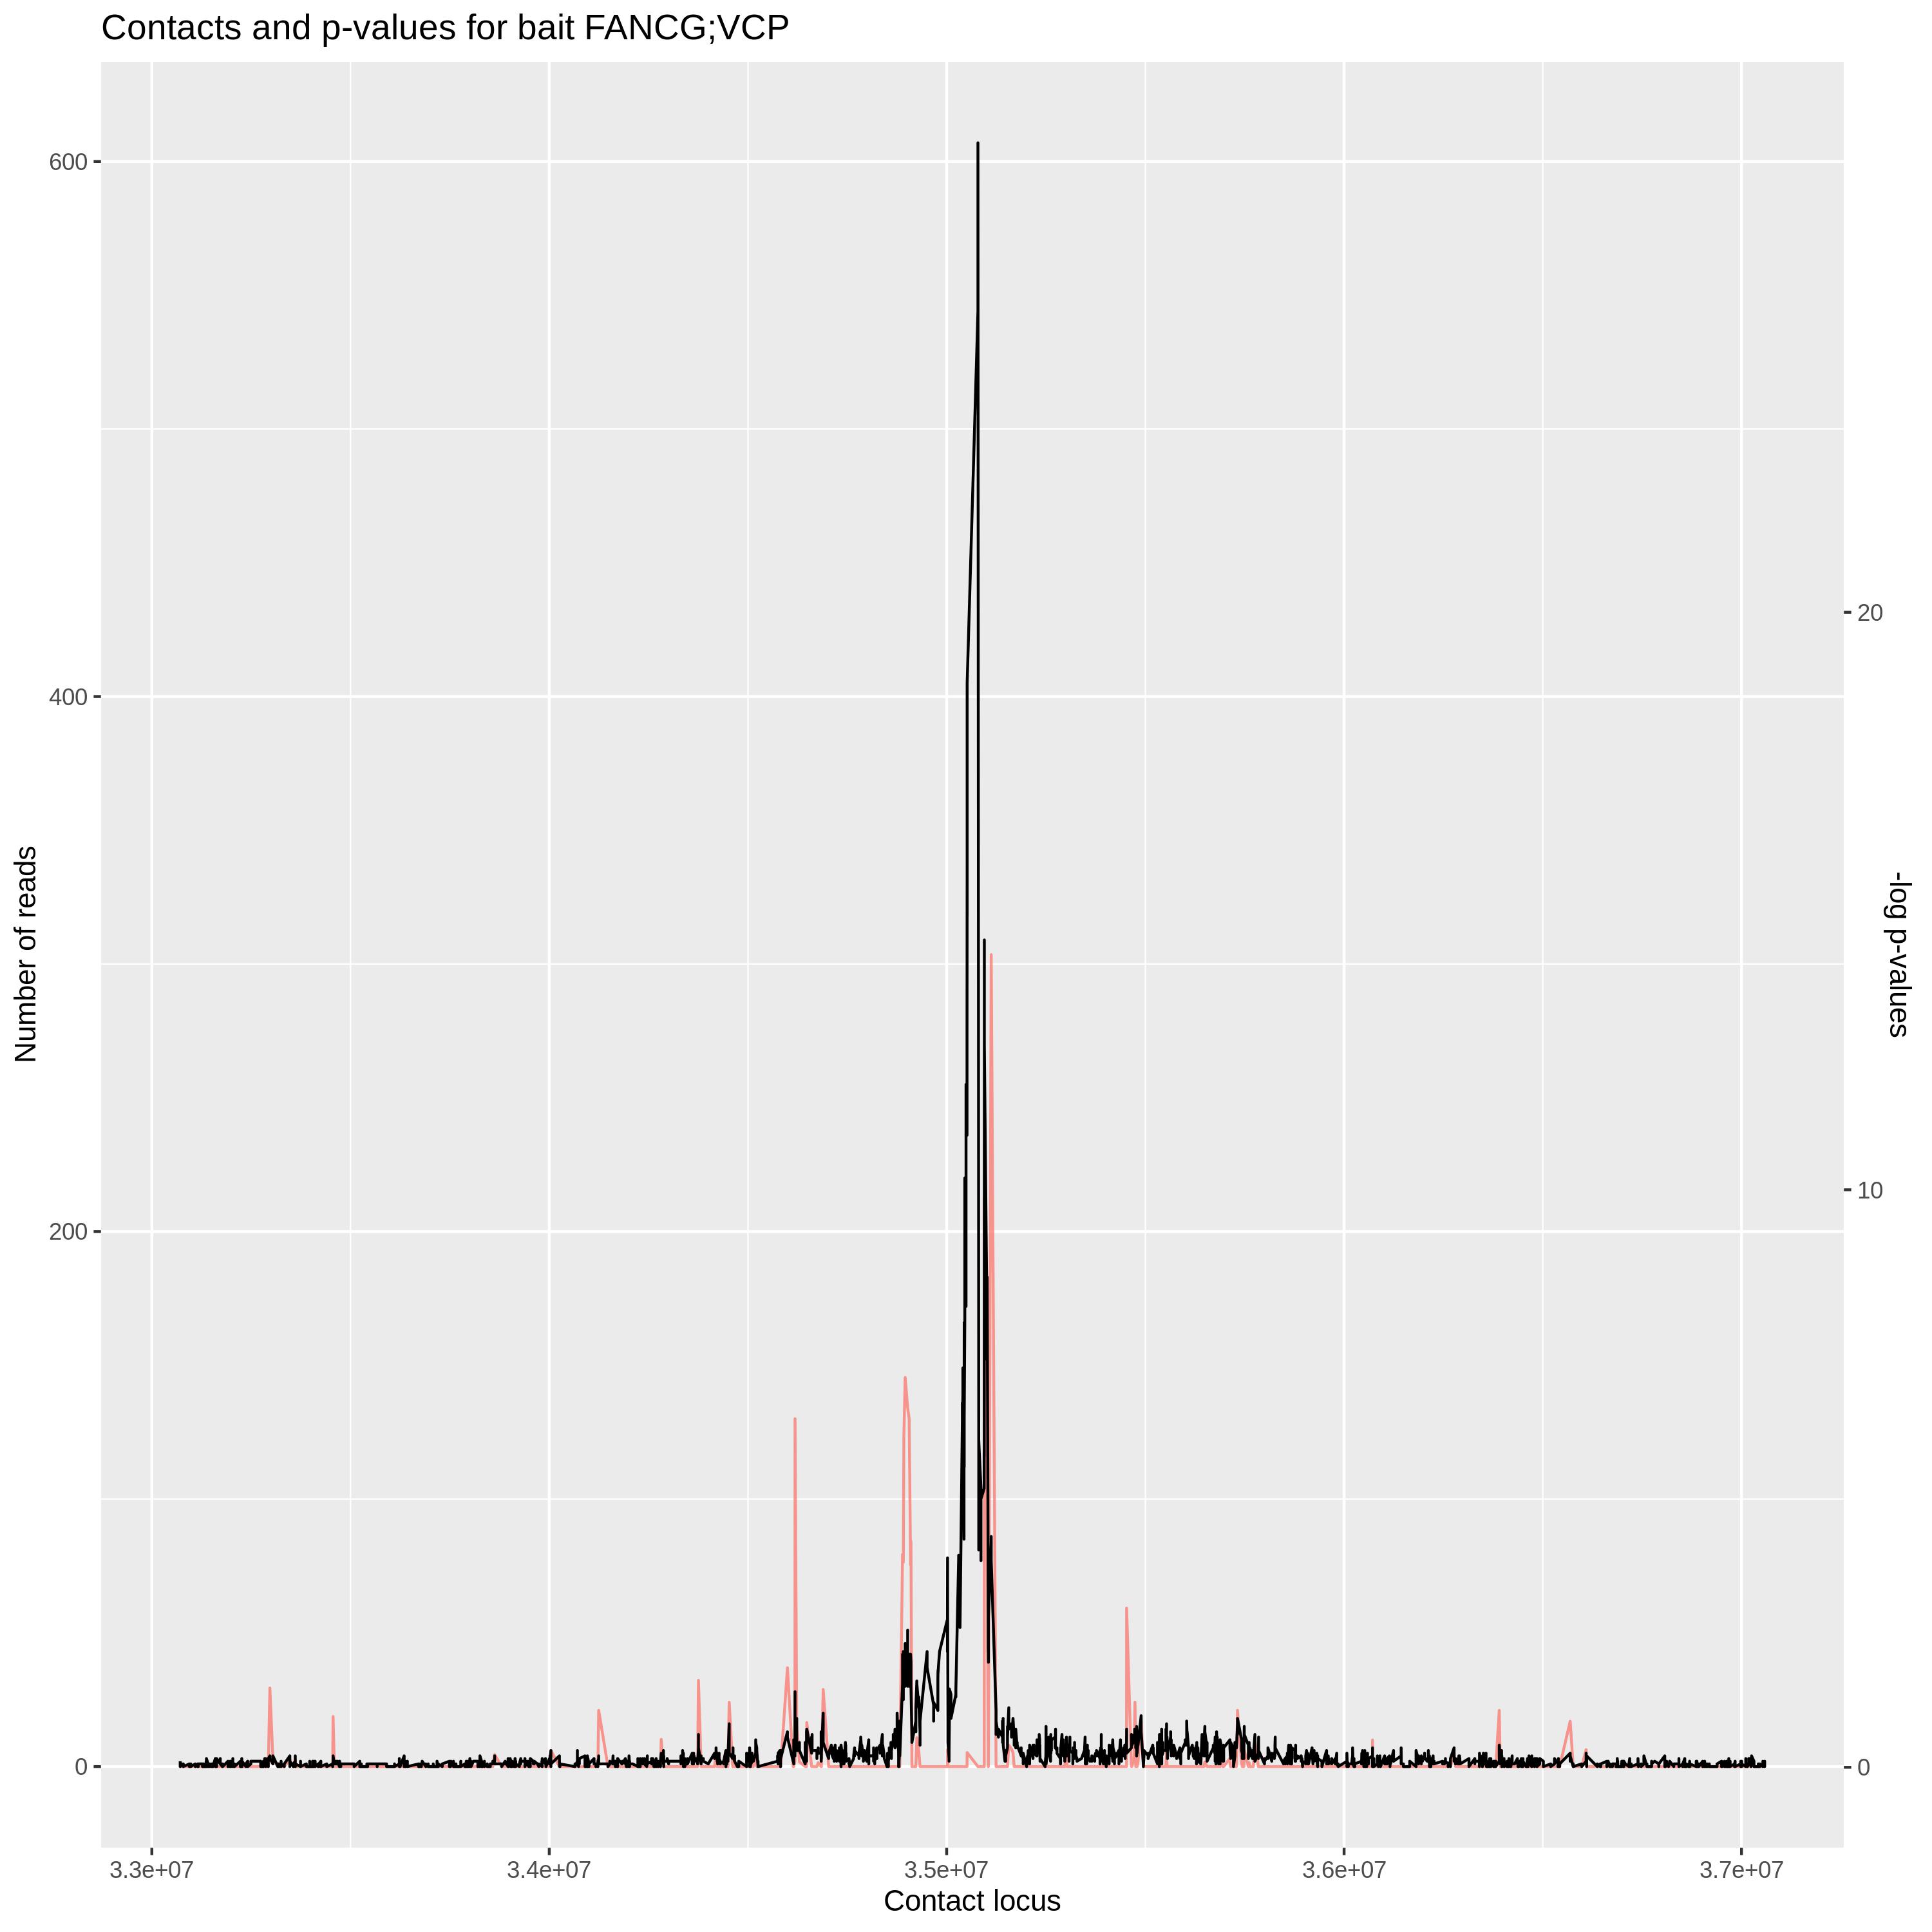 Contacts and p-values for bait FANCG;VCP
600
400
200
0
Number of reads
20
10
0
-log p-values
3.3e+07
3.4e+07
3.5e+07
3.6e+07
3.7e+07
Contact locus